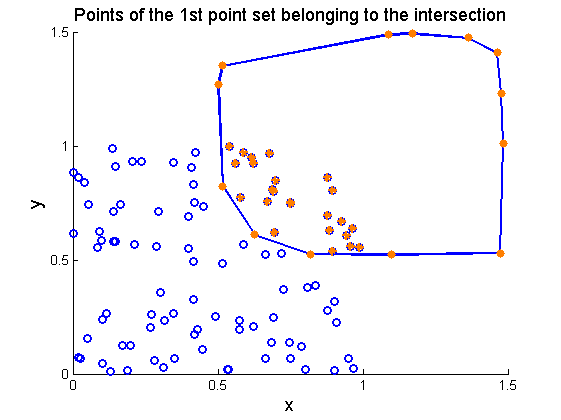 Points of the 1st point set belonging to the intersection
1.5
1
y
0.5
0
0
0.5
1
1.5
x